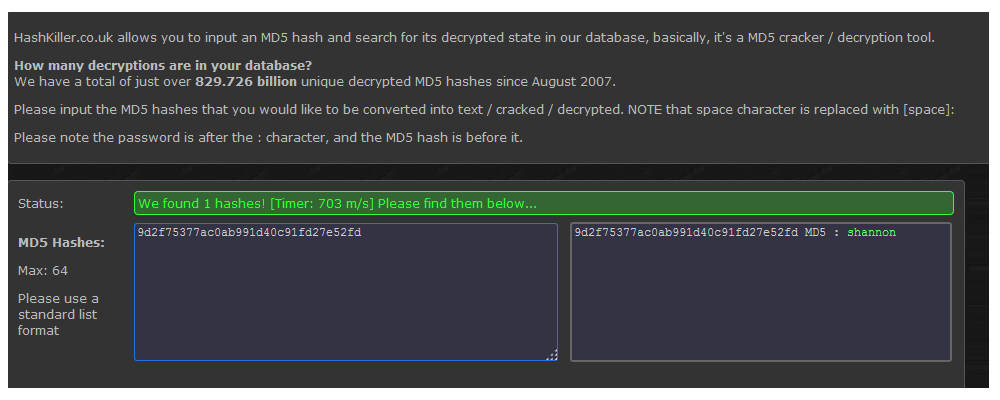 HashKiller.co.uk allows you to input an MD5 hash and search for its decrypted state in our database, basically, it's a MD5 cracker / decryption tool.
How many decryptions are in your database?
We have a total of just over 829.726 billion unique decrypted MD5 hashes since August 2007.
Please input the MD5 hashes that you would like to be converted into text / cracked / decrypted. NOTE that space character is replaced with [space]:
Please note the password is after the : character, and the MD5 hash is before it.
Status:
We found 1 hashes! [Timer: 703 m/s] Please find them below...
MD5 Hashes:
Max: 64
Please use a
standard list
format
9d2f75377ac0ab991d40c91fd27e52fd
9d2f75377ac0ab991d40c91fd27e52fd MD5 : shannon